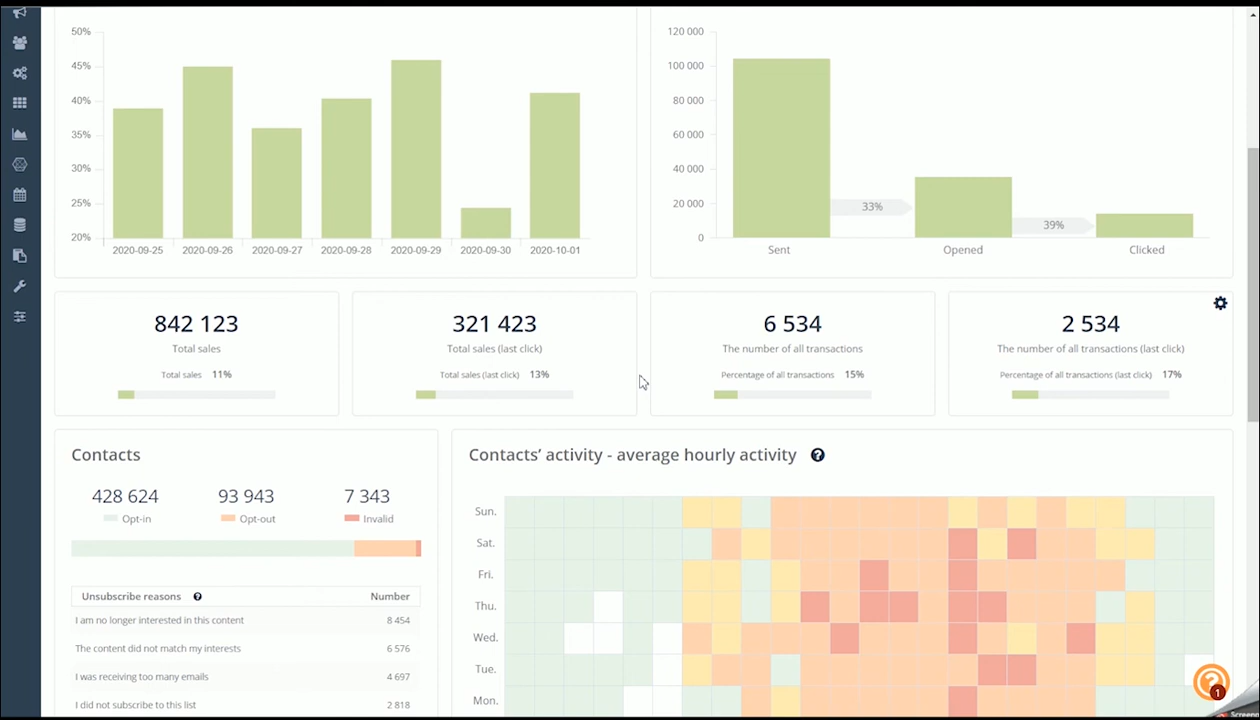 50%
45%
40%
35%
30%
25%
20%
2020-09-25 2020-09-26 2020-09-27 2020-09-28 2020-09-29 2020-09-30 2020-10-01
120 000
100 000
80 000
60 000
40 000
20 000
0
33%
39%
Sent Opened Clicked
842 123
Total sales
Total sales 11%
321 423
Total sales (last click)
Total sales (last click) 13%
6 534
The number of all transactions
Percentage of all transactions 15%
2 534
The number of all transactions (last click)
Percentage of all transactions (last click) 17%
Contacts
428 624 93 943 7 343
Opt-in Opt-out Invalid
Unsubscribe reasons ? Number
I am no longer interested in this content 8 454
The content did not match my interests 6 576
I was receiving too many emails 4 697
I did not subscribe to this list 2 818
Contacts' activity - average hourly activity ?
Sun.
Sat.
Fri.
Thu.
Wed.
Tue.
Mon.
?
1